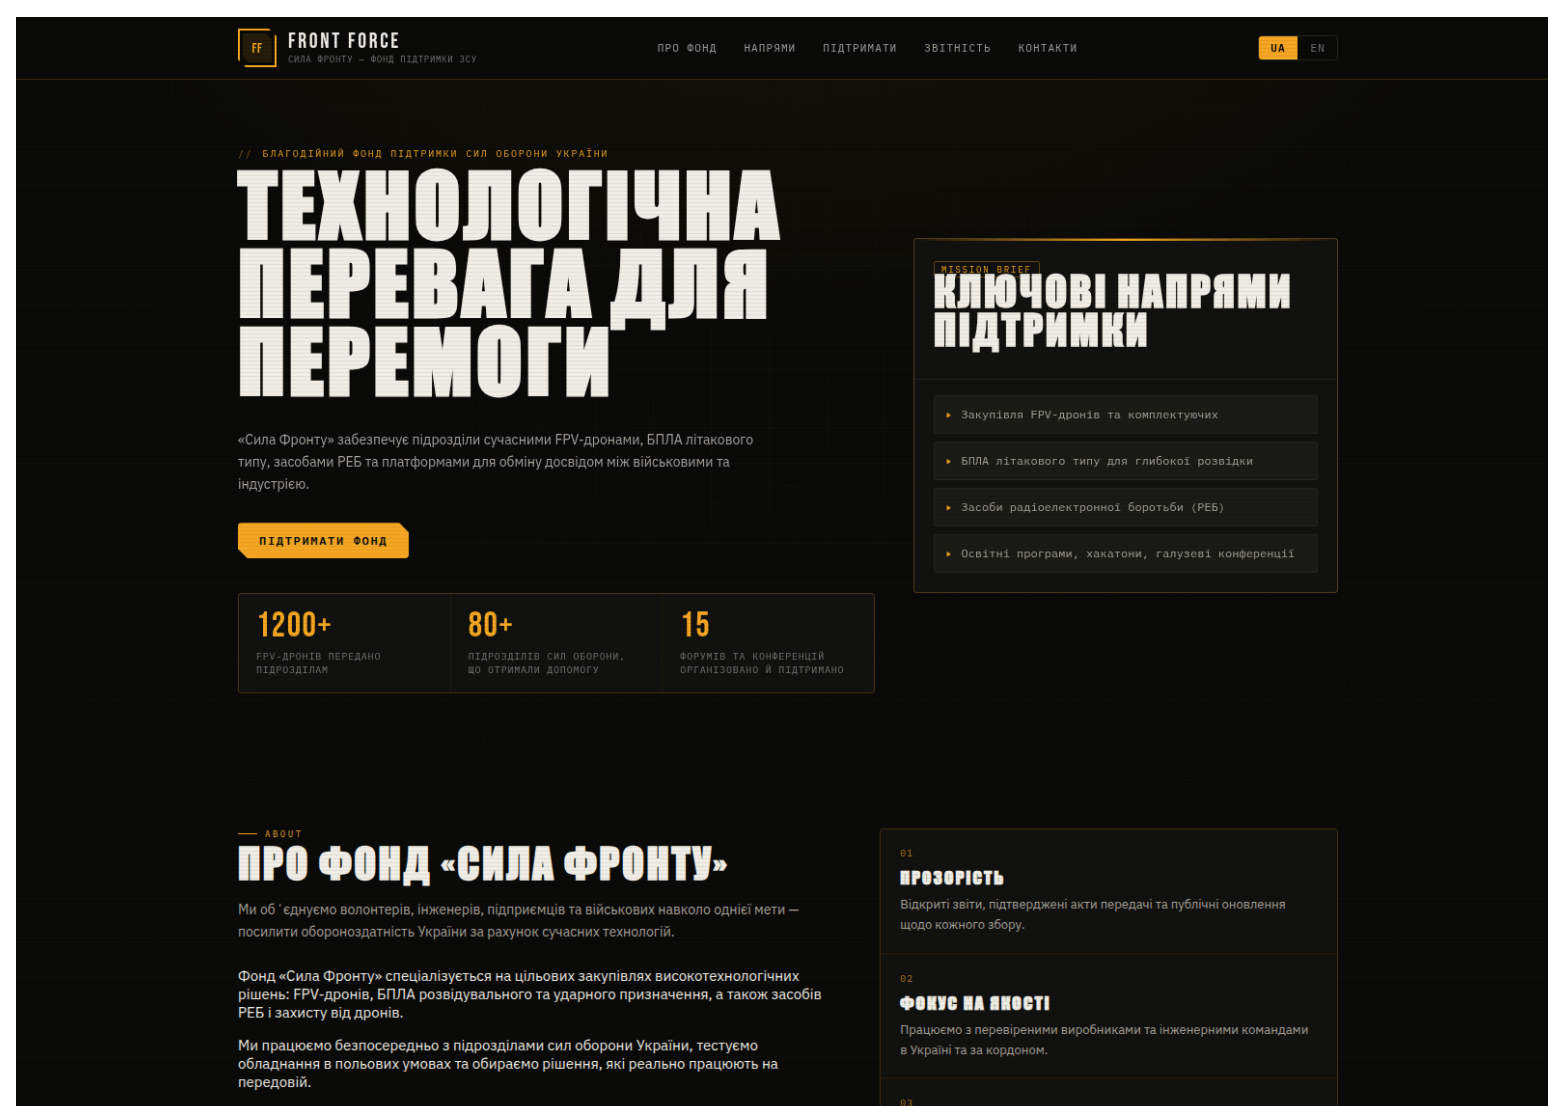 FF
FRONT FORCE
СИЛА ФРОНТУ — ФОНД ПІДТРИМКИ ЗСУ
ПРО ФОНД
НАПРЯМИ
ПІДТРИМАТИ
ЗВІТНІСТЬ
КОНТАКТИ
UA
EN
// БЛАГОДІЙНИЙ ФОНД ПІДТРИМКИ СИЛ ОБОРОНИ УКРАЇНИ
ТЕХНОЛОГІЧНА
ПЕРЕВАГА ДЛЯ
ПЕРЕМОГИ
«Сила Фронту» забезпечує підрозділи сучасними FPV-дронами, БПЛА літакового
типу, засобами РЕБ та платформами для обміну досвідом між військовими та
індустрією.
ПІДТРИМАТИ ФОНД
1200+
FPV-ДРОНІВ ПЕРЕДАНО
ПІДРОЗДІЛАМ
80+
ПІДРОЗДІЛІВ СИЛ ОБОРОНИ,
ЩО ОТРИМАЛИ ДОПОМОГУ
15
ФОРУМІВ ТА КОНФЕРЕНЦІЙ
ОРГАНІЗОВАНО Й ПІДТРИМАНО
MISSION BRIEF
КЛЮЧОВІ НАПРЯМИ
ПІДТРИМКИ
Закупівля FPV-дронів та комплектуючих
БПЛА літакового типу для глибокої розвідки
Засоби радіоелектронної боротьби (РЕБ)
Освітні програми, хакатони, галузеві конференції
ABOUT
ПРО ФОНД «СИЛА ФРОНТУ»
Ми об᾽єднуємо волонтерів, інженерів, підприємців та військових навколо однієї мети —
посилити обороноздатність України за рахунок сучасних технологій.
Фонд «Сила Фронту» спеціалізується на цільових закупівлях високотехнологічних
рішень: FPV-дронів, БПЛА розвідувального та ударного призначення, а також засобів
РЕБ і захисту від дронів.
Ми працюємо безпосередньо з підрозділами сил оборони України, тестуємо
обладнання в польових умовах та обираємо рішення, які реально працюють на
передовій.
01
ПРОЗОРІСТЬ
Відкриті звіти, підтверджені акти передачі та публічні оновлення
щодо кожного збору.
02
ФОКУС НА ЯКОСТІ
Працюємо з перевіреними виробниками та інженерними командами
в Україні та за кордоном.
03